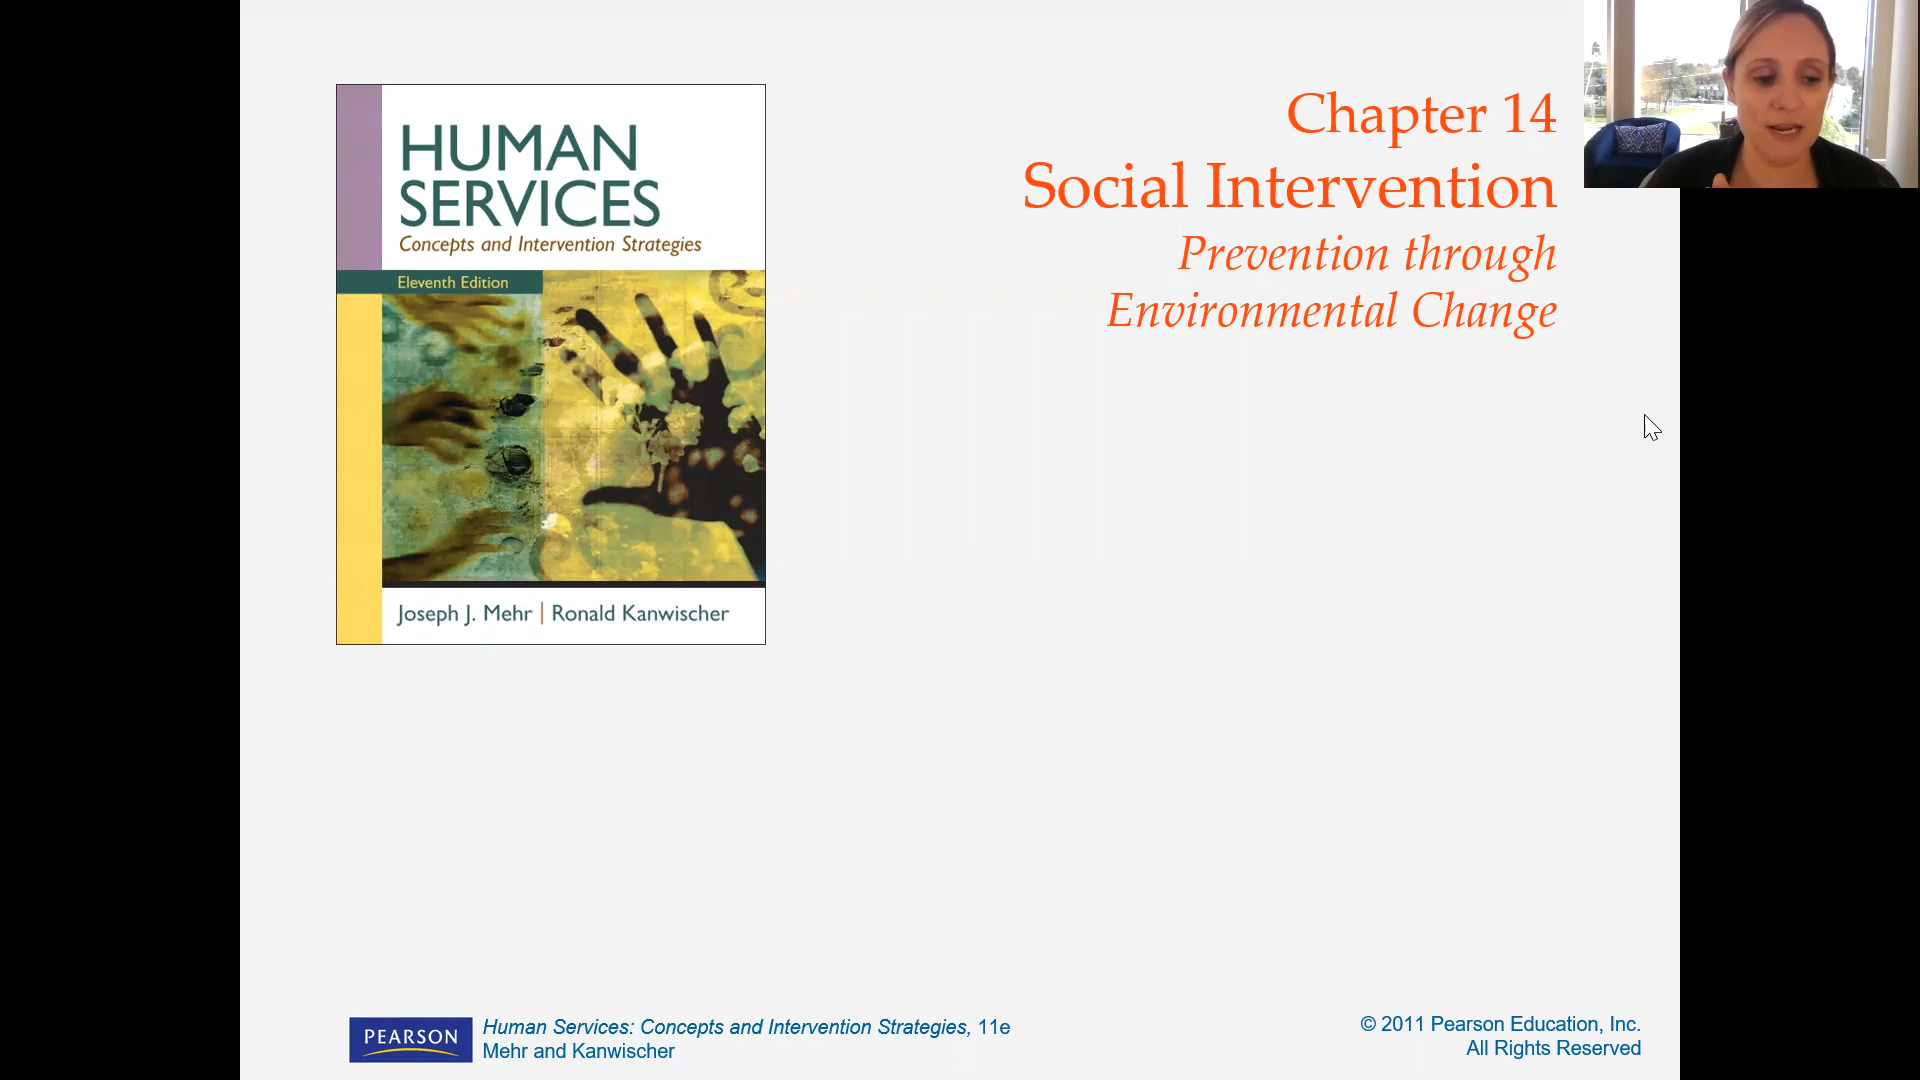 HUMAN
SERVICES
Concepts and Intervention Strategies
Eleventh Edition
Joseph J. Mehr | Ronald Kanwischer
Chapter 14
Social Intervention
Prevention through
Environmental Change
PEARSON
Human Services: Concepts and Intervention Strategies, 11e
Mehr and Kanwischer
© 2011 Pearson Education, Inc.
All Rights Reserved